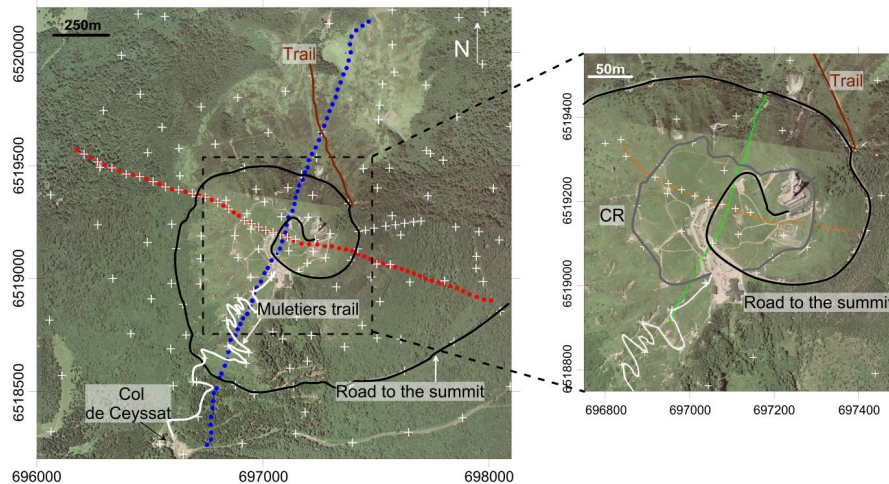 250m
N
Trail
6520000
6519500
6519000
6518500
Muletiers trail
Road to the summit
Col
de Ceyssat
696000
697000
698000
50m
Trail
CR
Road to the summit
6519400
6519200
6519000
6518800
696800
697000
697200
697400